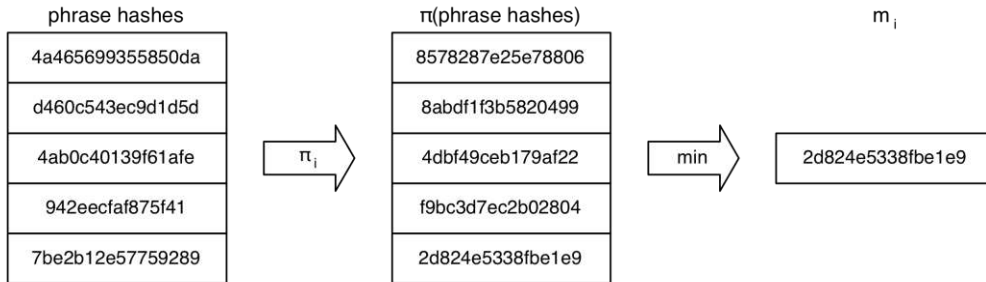 phrase hashes
4a465699355850da
d460c543ec9d1d5d
4ab0c40139f61afe
942eecfaf875f41
7be2b12e57759289
π i
π(phrase hashes)
8578287e25e78806
8abdf1f3b5820499
4dbf49ceb179af22
f9bc3d7ec2b02804
2d824e5338fbe1e9
min
m i
2d824e5338fbe1e9